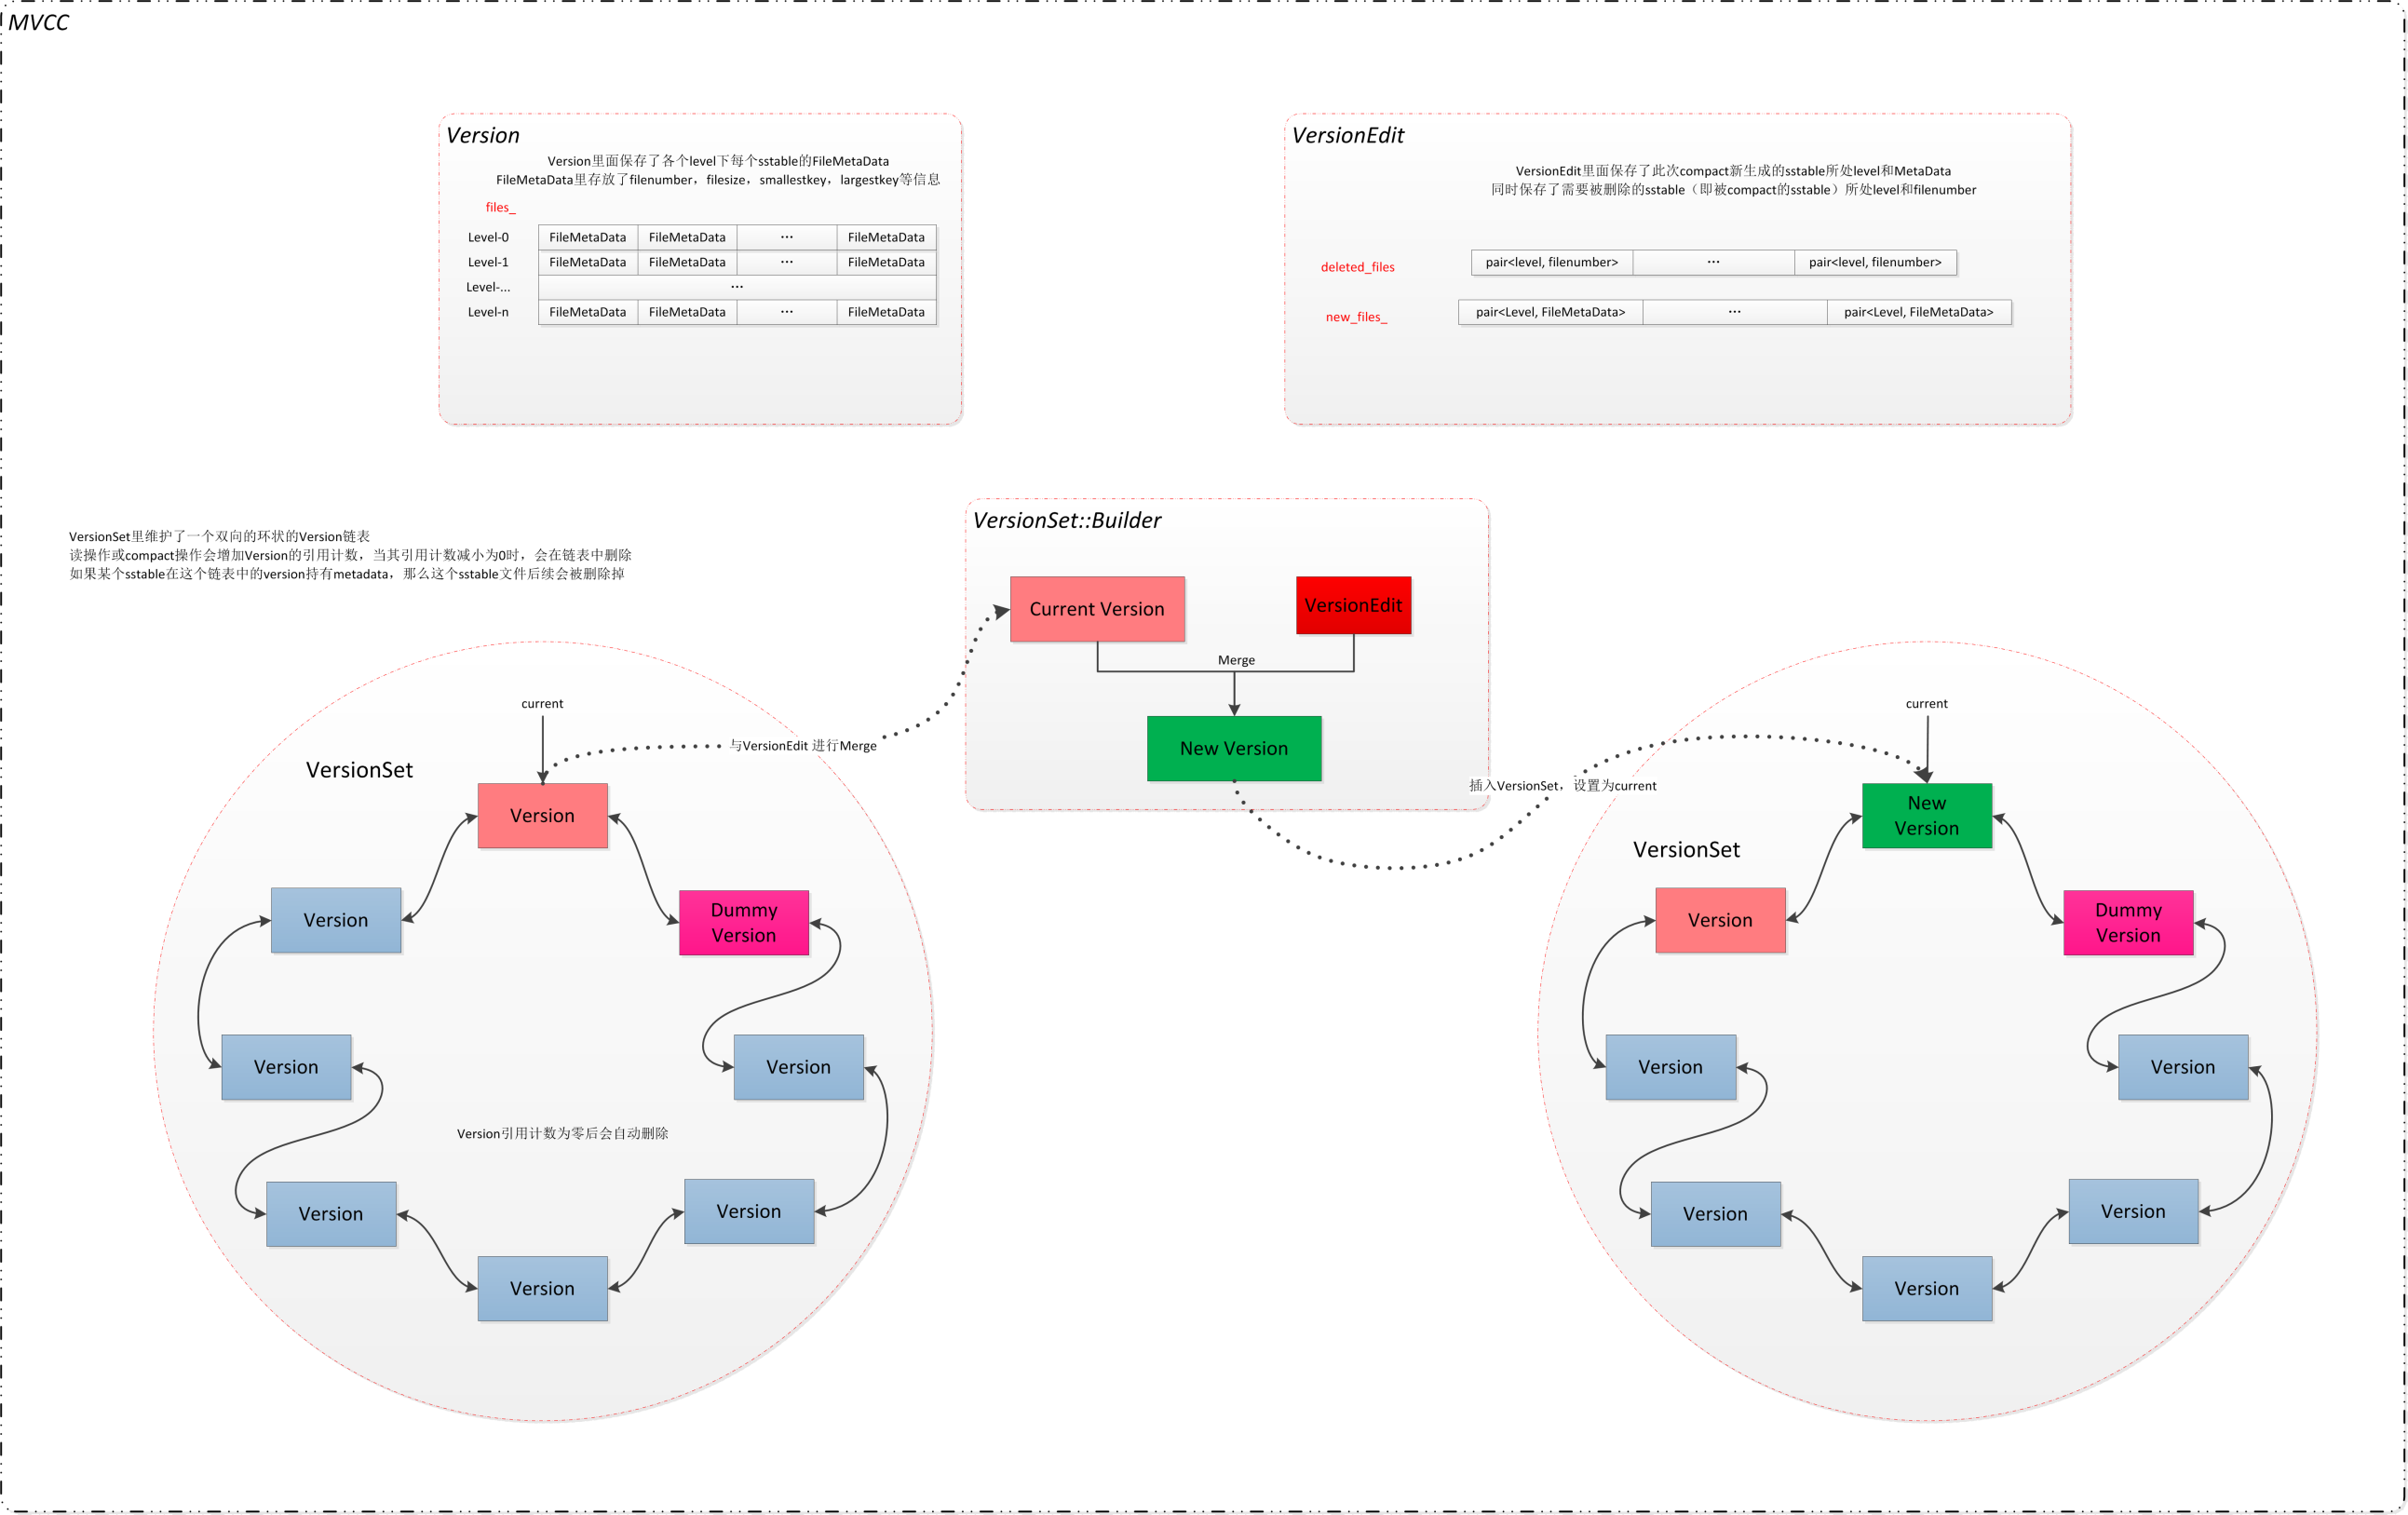 MVCC
Version
Version里面保存了各个level下每个sstable的FileMetaData
FileMetaData里存放了filenumber，filesize，smallestkey，largestkey等信息
files_
Level-0 FileMetaData FileMetaData ... FileMetaData
Level-1 FileMetaData FileMetaData ... FileMetaData
Level-... ...
Level-n FileMetaData FileMetaData ... FileMetaData
VersionEdit
VersionEdit里面保存了此次compact新生成的sstable所处level和MetaData
同时保存了需要被删除的sstable（即被compact的sstable）所处level和filenumber
deleted_files pair<level, filenumber> ... pair<level, filenumber>
new_files_ pair<Level, FileMetaData> ... pair<Level, FileMetaData>
VersionSet里维护了一个双向的环状的Version链表
读操作或compact操作会增加Version的引用计数，当其引用计数减小为0时，会在链表中删除
如果某个sstable在这个链表中的version持有metadata，那么这个sstable文件后续会被删除掉
VersionSet::Builder
Current Version
VersionEdit
Merge
New Version
与VersionEdit 进行Merge
插入VersionSet，设置为current
current
VersionSet
Version
Version
Dummy
Version
Version
Version
Version引用计数为零后会自动删除
Version
Version
Version
current
New
Version
VersionSet
Version
Dummy
Version
Version
Version
Version
Version
Version